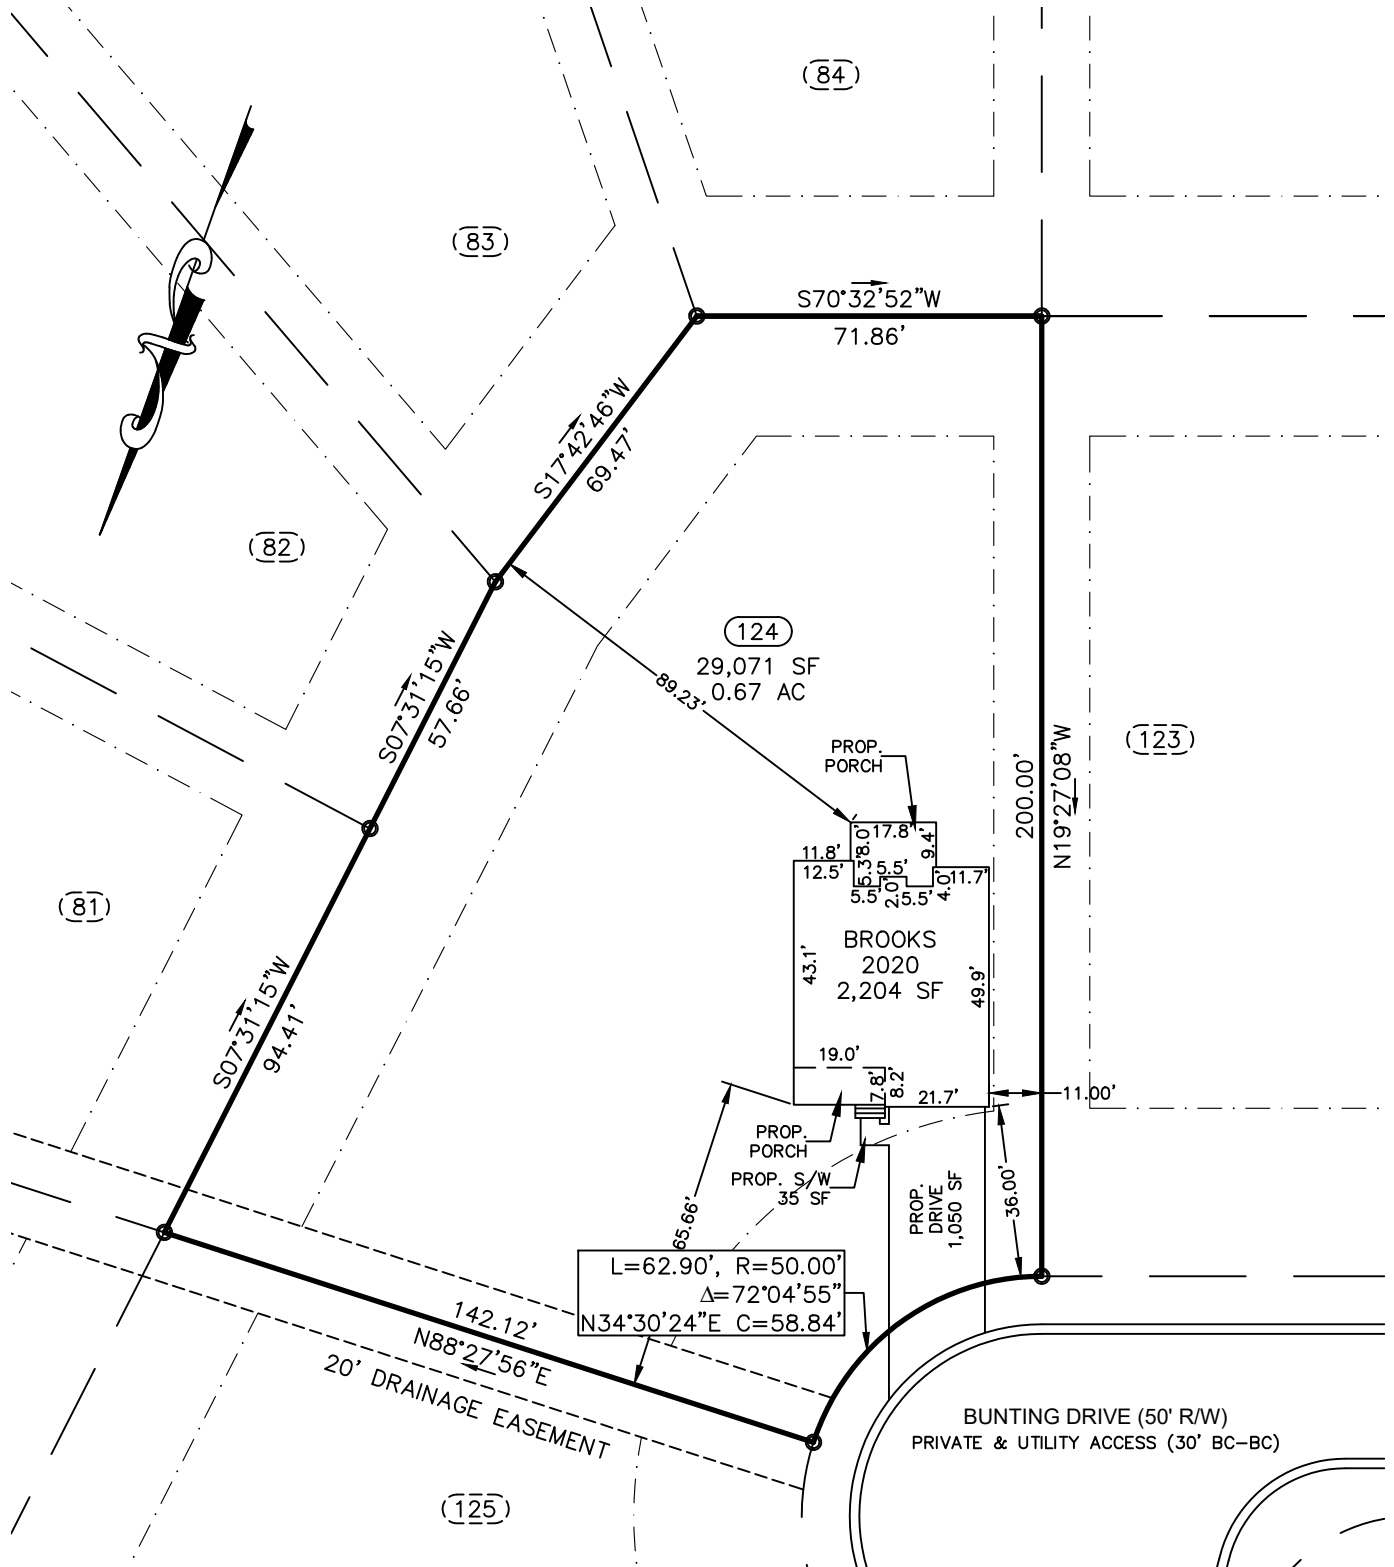 84
83
S70°32'52"W
71.86'
S17°42'46"W
69.47'
82
124
29,071 SF
0.67 AC
89.23'
S07°31'15"W
57.66'
PROP.
PORCH
123
200.00'
N19°27'08"W
17.8'
8.0'
9.4'
11.8'
12.5'
5.3'
5.5'
11.7'
5.5'
2.0'
5.5'
4.0'
81
BROOKS
2020
2,204 SF
43.1'
49.9'
S07°31'15"W
94.41'
19.0'
7.8'
8.2'
21.7'
11.00'
PROP.
PORCH
PROP. S/W
35 SF
PROP.
DRIVE
1,050 SF
36.00'
65.66'
L=62.90', R=50.00'
Δ=72°04'55"
N34°30'24"E C=58.84'
142.12'
N88°27'56"E
20' DRAINAGE EASEMENT
BUNTING DRIVE (50' R/W)
PRIVATE & UTILITY ACCESS (30' BC-BC)
125